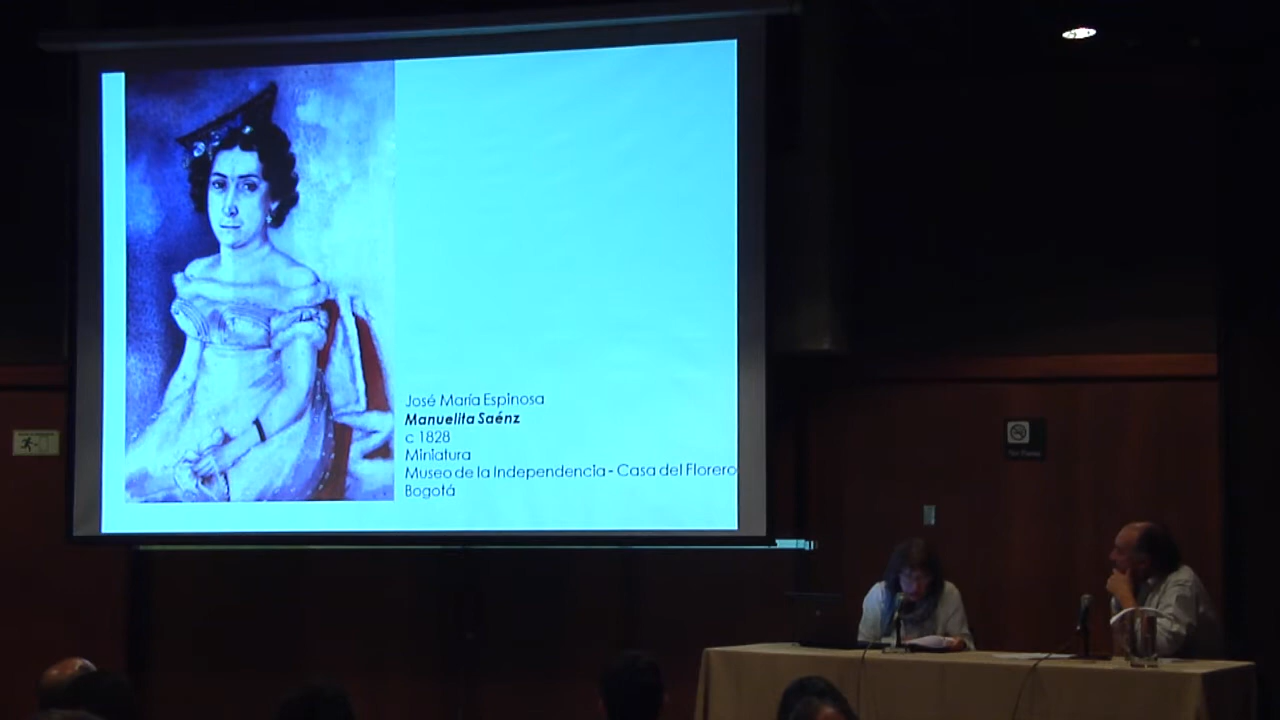 José María Espinosa
Manuelita Saénz
c 1828
Miniatura
Museo de la Independencia - Casa del Florero
Bogotá